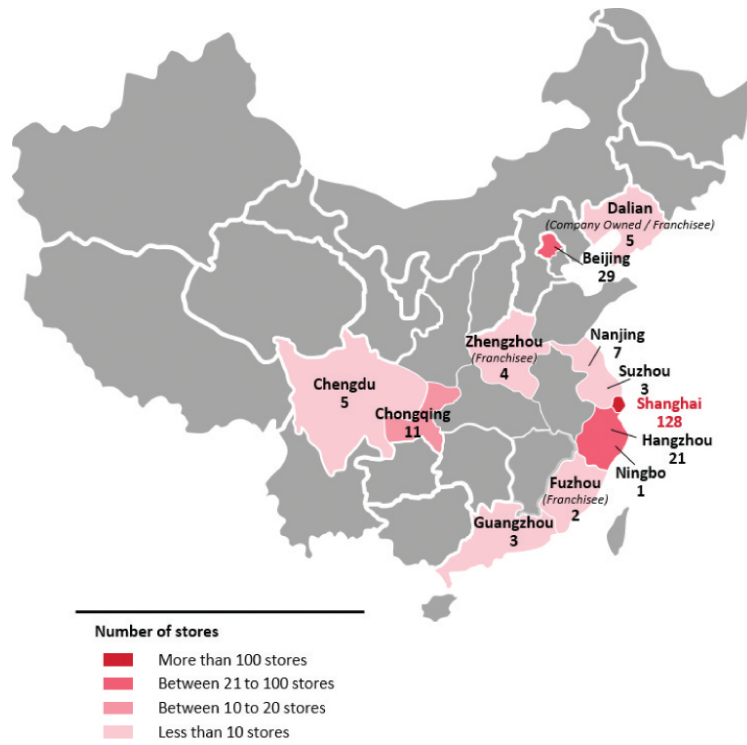 Dalian
(Company Owned / Franchisee)
5
Beijing
29
Zhengzhou
(Franchisee)
4
Nanjing
7
Suzhou
3
Shanghai
128
Chengdu
5
Chongqing
11
Hangzhou
21
Ningbo
1
Fuzhou
(Franchisee)
2
Guangzhou
3
Number of stores
More than 100 stores
Between 21 to 100 stores
Between 10 to 20 stores
Less than 10 stores